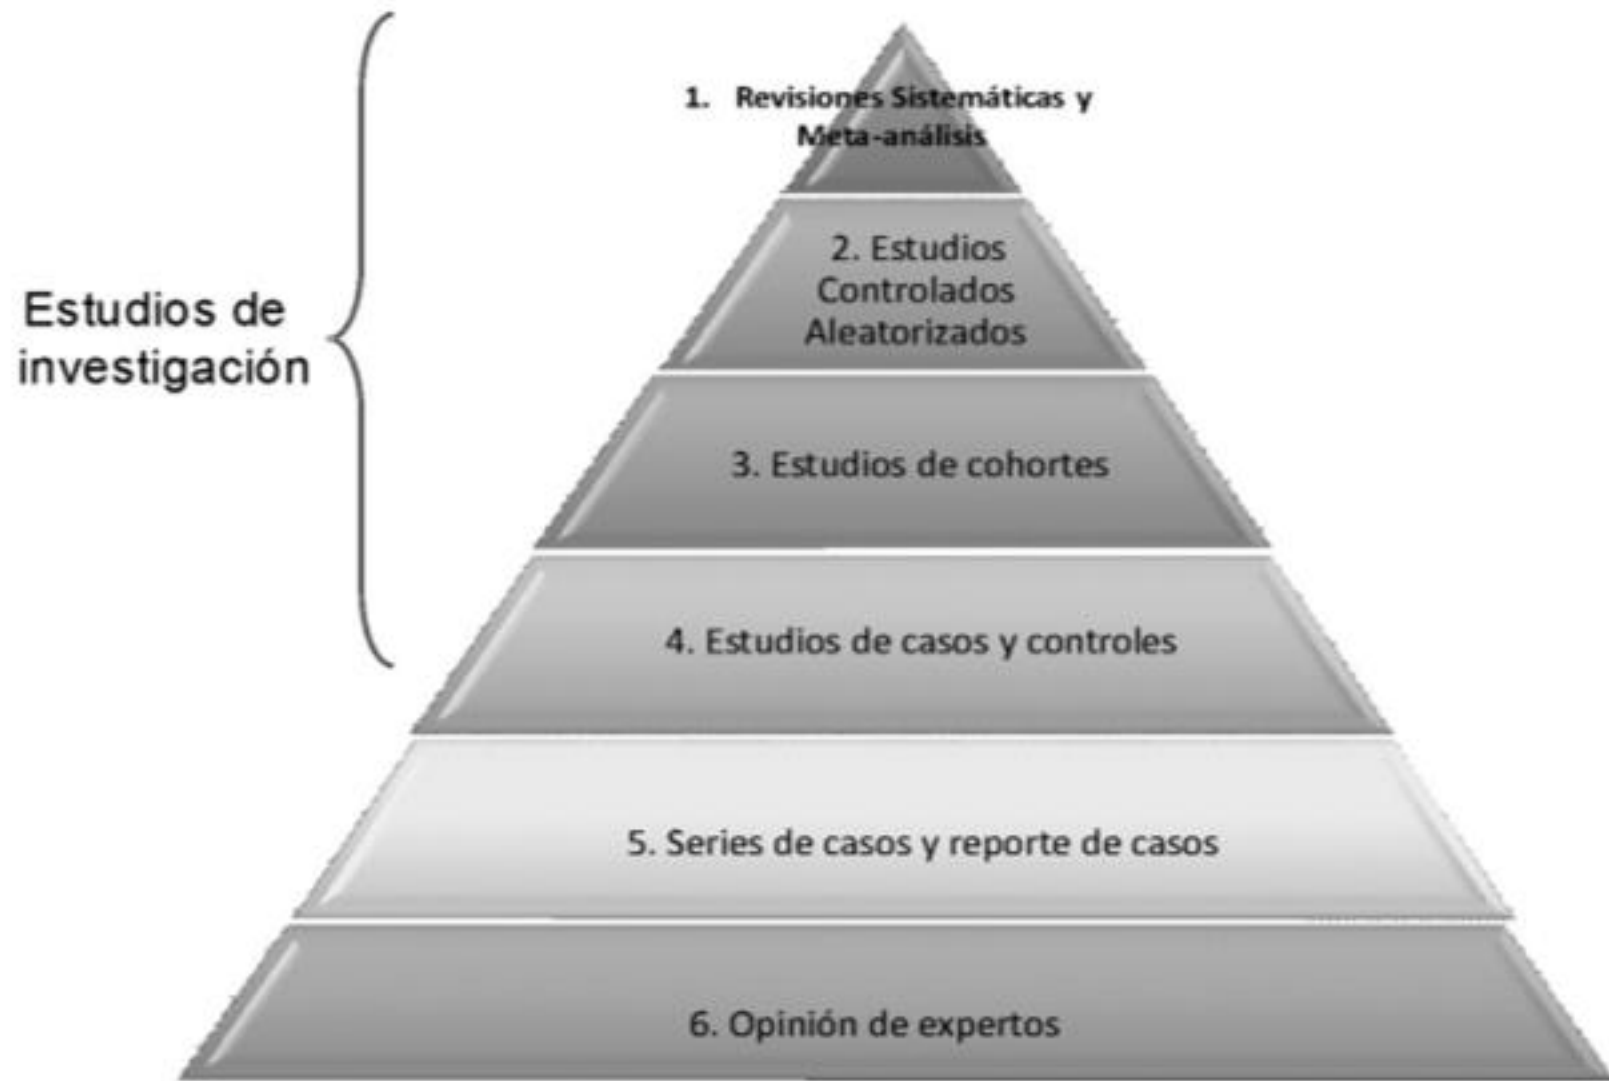 Estudios de
investigación
1. Revisiones Sistemáticas y
Meta-análisis
2. Estudios
Controlados
Aleatorizados
3. Estudios de cohortes
4. Estudios de casos y controles
5. Series de casos y reporte de casos
6. Opinión de expertos